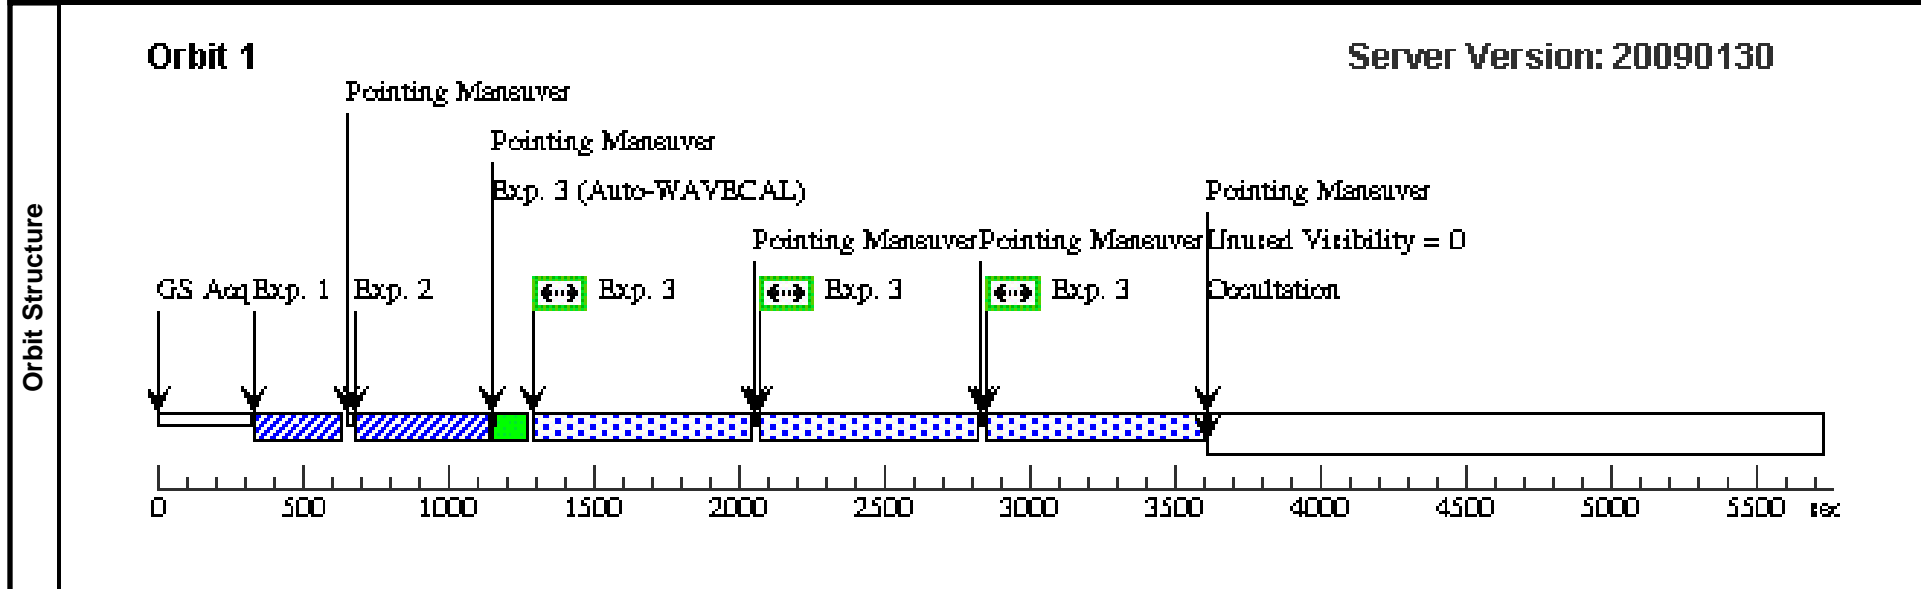 Orbit Structure
Orbit 1
Server Version: 20090130
Pointing Maneuver
Pointing Maneuver
Exp. 3 (Auto-WAVECAL)
Pointing Maneuver
Pointing Maneuver
Pointing Maneuver
Unused Visibility = 0
GS Acq
Exp. 1
Exp. 2
Exp. 3
Exp. 3
Exp. 3
Occultation
0 500 1000 1500 2000 2500 3000 3500 4000 4500 5000 5500 sec